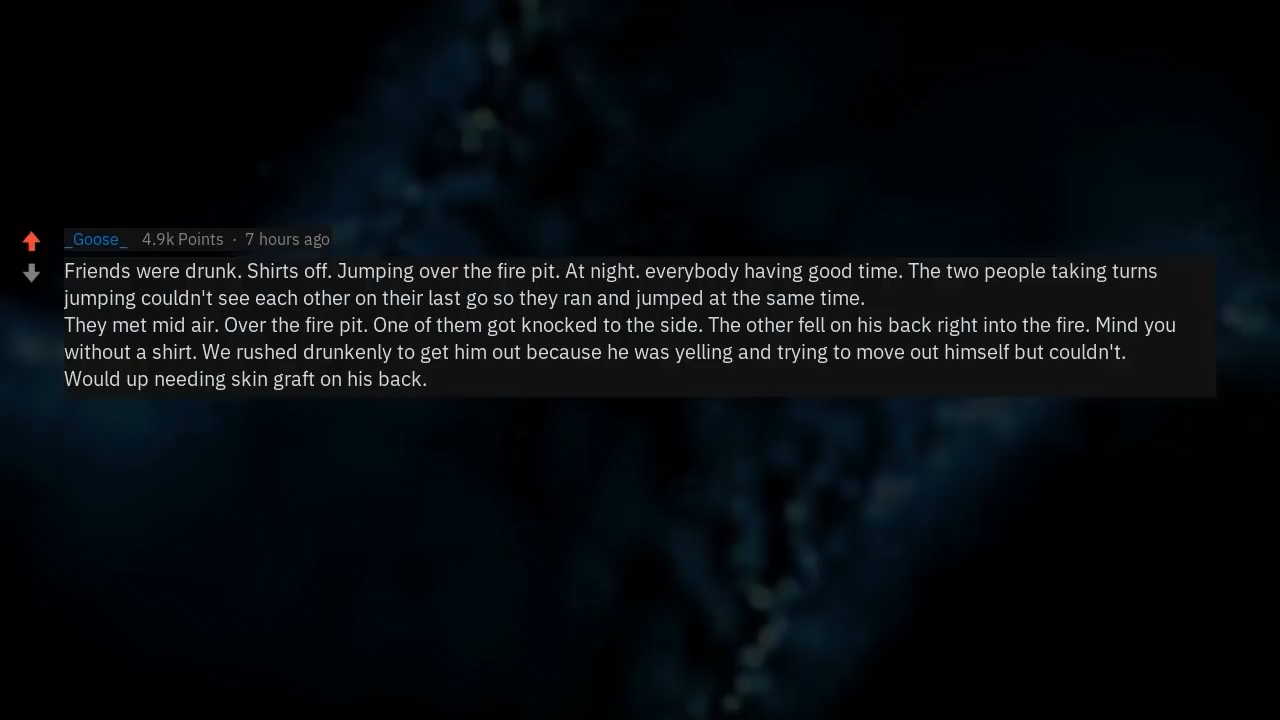 _Goose_ 4.9k Points · 7 hours ago
Friends were drunk. Shirts off. Jumping over the fire pit. At night. everybody having good time. The two people taking turns
jumping couldn't see each other on their last go so they ran and jumped at the same time.
They met mid air. Over the fire pit. One of them got knocked to the side. The other fell on his back right into the fire. Mind you
without a shirt. We rushed drunkenly to get him out because he was yelling and trying to move out himself but couldn't.
Would up needing skin graft on his back.